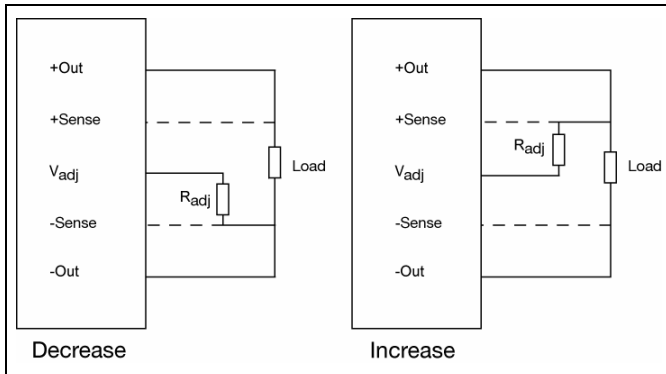 +Out
+Sense
Vadj
Radj
Load
-Sense
-Out
Decrease
+Out
+Sense
Radj
Vadj
Load
-Sense
-Out
Increase